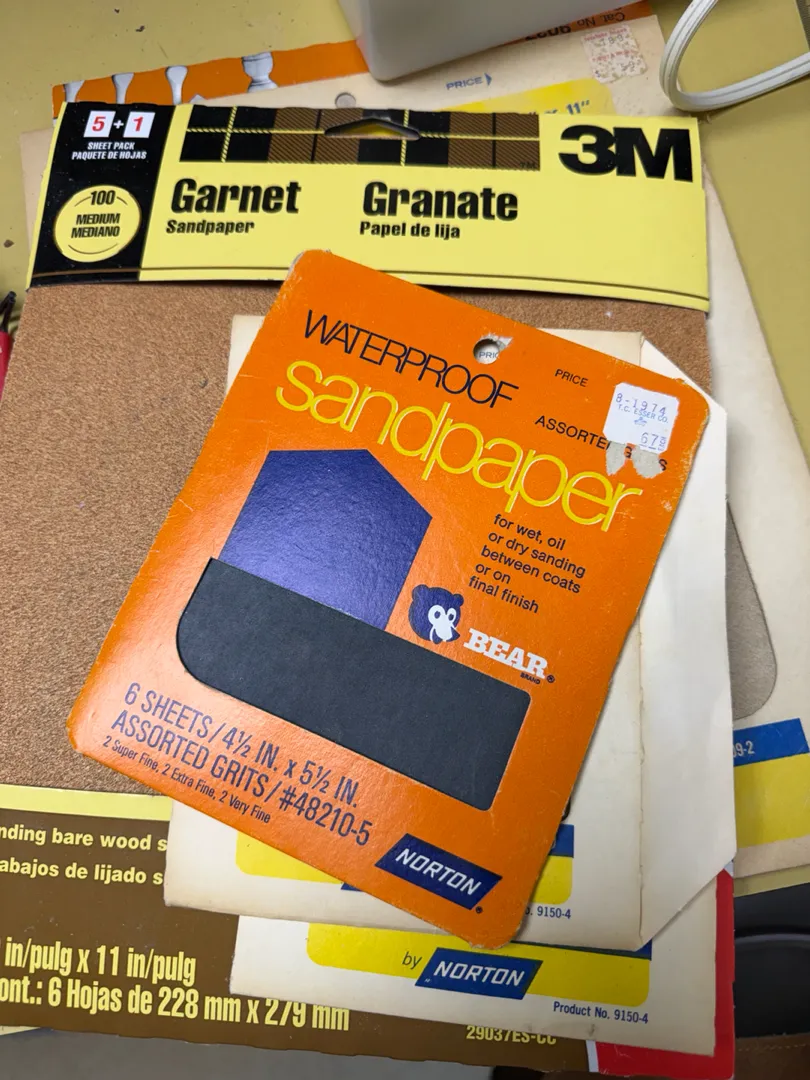 PRICE
x 11"
5 + 1
SHEET PACK
PAQUETE DE HOJAS
100
MEDIUM
MEDIANO
Garnet
Sandpaper
Granate
Papel de lija
3M
WATERPROOF
sandpaper
PRICE
8-1974
T.C. ESSER CO.
67¢
for wet, oil
or dry sanding
between coats
or on
final finish
BEAR®
BRAND
6 SHEETS/4½ IN. x 5½ IN.
ASSORTED GRITS/#48210-5
2 Super Fine, 2 Extra Fine, 2 Very Fine
NORTON®
nding bare wood s
abajos de lijado s
in/pulg x 11 in/pulg
ont.: 6 Hojas de 228 mm x 279 mm
29037ES-CC
9150-4
by NORTON
Product No. 9150-4